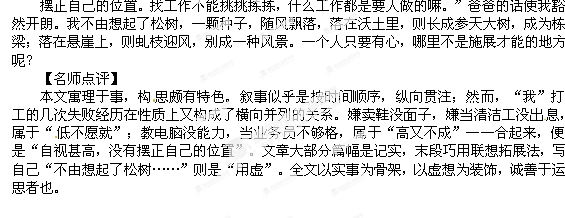 摆正自己的位置。找工作不能挑挑拣拣，什么工作都是要人做的嘛。”爸爸的话使我豁
然开朗。我不由想起了松树，一颗种子，随风飘落，落在沃土里，则长成参天大树，成为栋
梁；落在悬崖上，则虬枝迎风，别成一种风景。一个人只要有心，哪里不是施展才能的地方
呢？
【名师点评】
本文寓理于事，构思颇有特色。叙事似乎是按时间顺序，纵向贯注；然而，“我”打
工的几次失败经历在性质上又构成了横向并列的关系。嫌卖鞋没面子，嫌当清洁工没出息，
属于“低不愿就”；教电脑没能力，当业务员不够格，属于“高又不成”一一合起来，便
是“自视甚高，没有摆正自己的位置”。文章大部分篇幅是记实，末段巧用联想拓展法，写
自己“不由想起了松树……”则是“用虚”。全文以实事为骨架，以虚想为装饰，诚善于运
思者也。